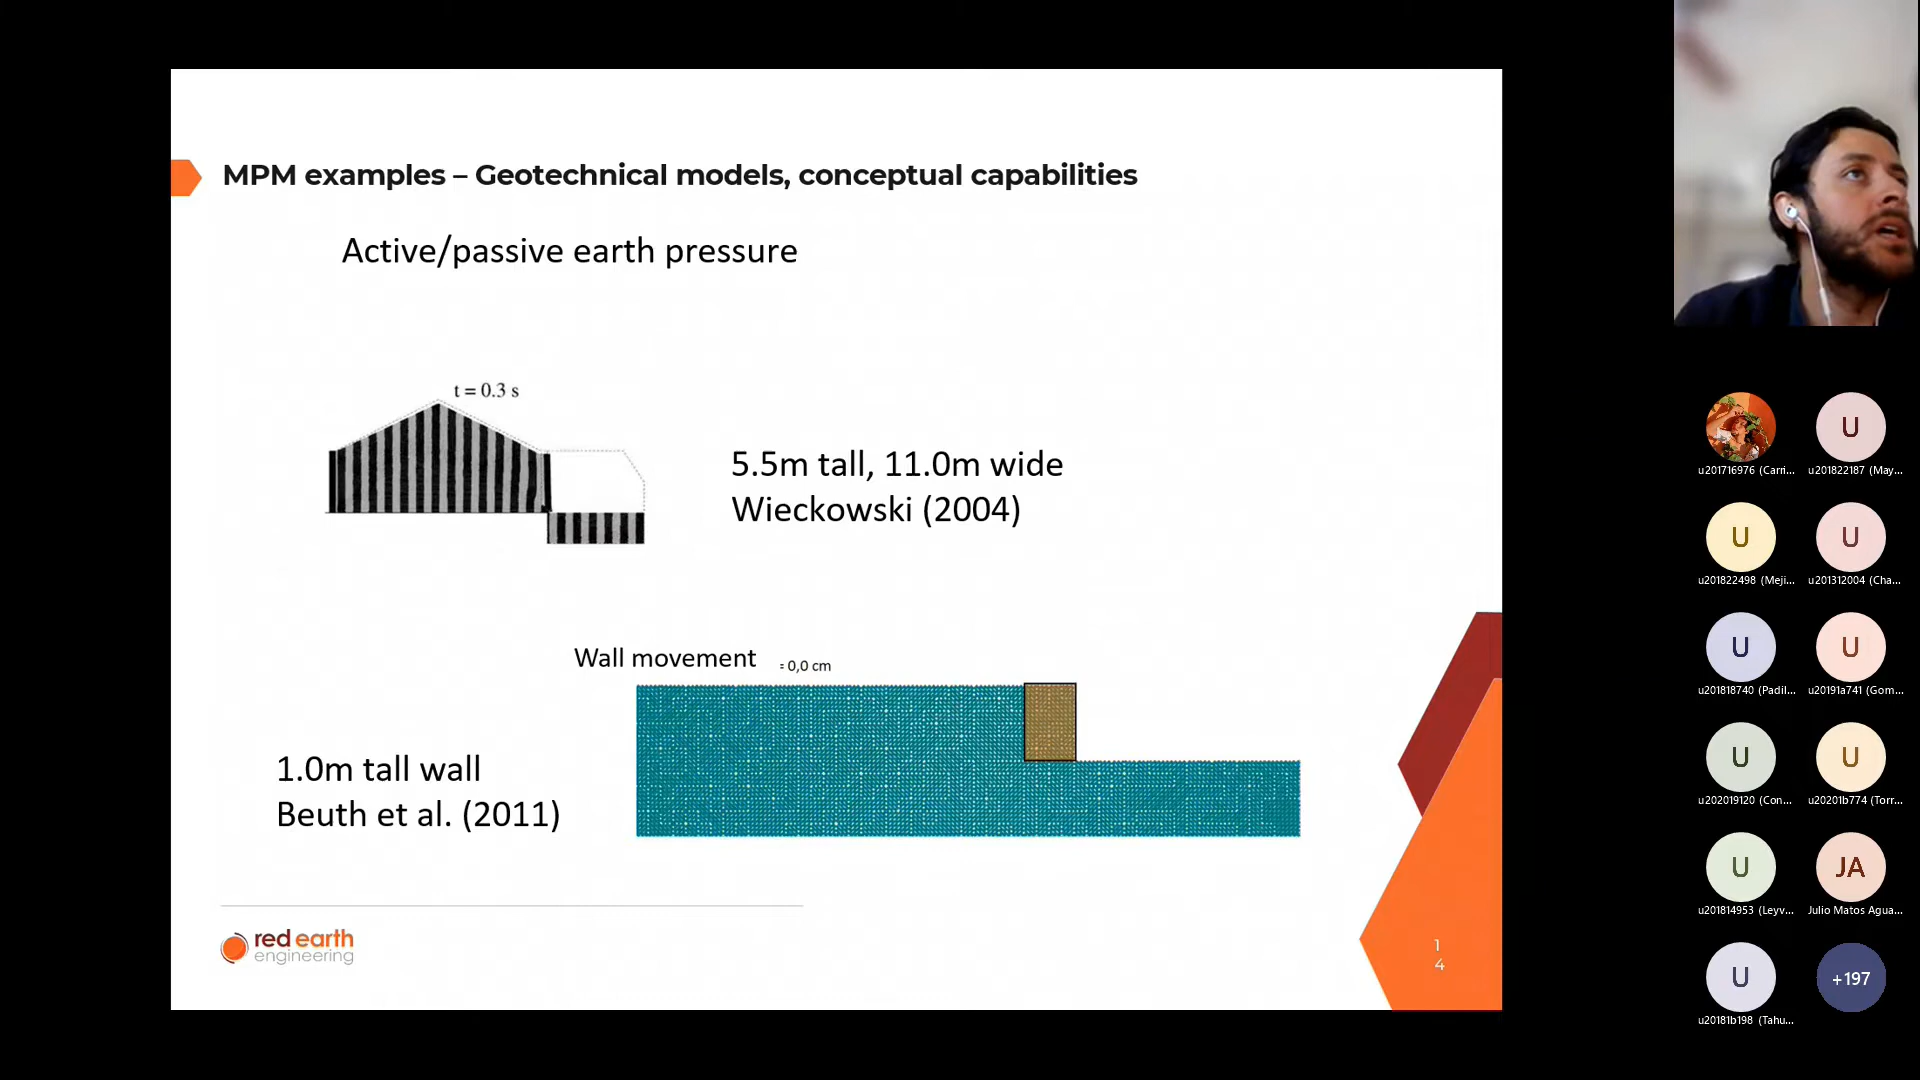 MPM examples – Geotechnical models, conceptual capabilities
Active/passive earth pressure
t = 0.3 s
5.5m tall, 11.0m wide
Wieckowski (2004)
Wall movement = 0,0 cm
1.0m tall wall
Beuth et al. (2011)
red earth
engineering
1
4
U
u201716976 (Carri...
u201822187 (May...
U
U
u201822498 (Meji...
u201312004 (Cha...
U
U
u201818740 (Padil...
u20191a741 (Gom...
U
U
u202019120 (Con...
u20201b774 (Torr...
U
JA
u201814953 (Leyv...
Julio Matos Agua...
U
+197
u20181b198 (Tahu...